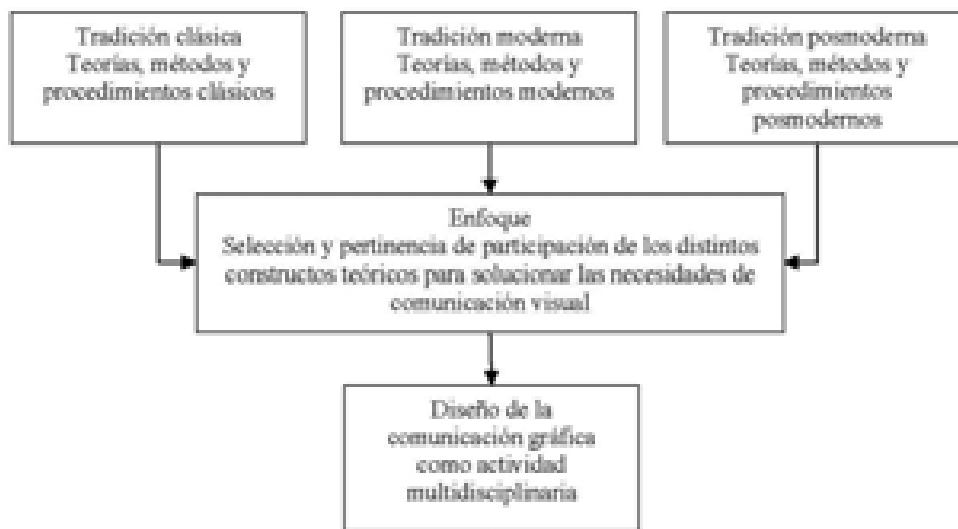 Tradición clásica
Teorías, métodos y
procedimientos clásicos
Tradición moderna
Teorías, métodos y
procedimientos modernos
Tradición posmoderna
Teorías, métodos y
procedimientos
posmodernos
Enfoque
Selección y pertinencia de participación de los distintos
constructos teóricos para solucionar las necesidades de
comunicación visual
Diseño de la
comunicación gráfica
como actividad
multidisciplinaria